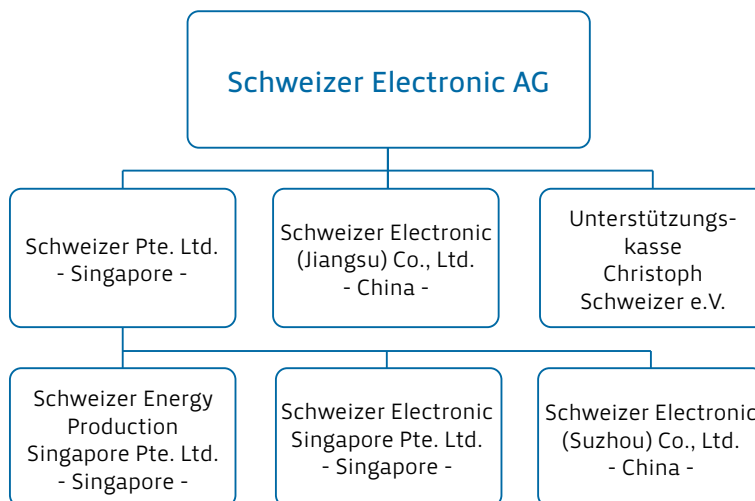 Schweizer Electronic AG
Schweizer Pte. Ltd.
- Singapore -
Schweizer Electronic
(Jiangsu) Co., Ltd.
- China -
Unterstützungs-
kasse
Christoph
Schweizer e.V.
Schweizer Energy
Production
Singapore Pte. Ltd.
- Singapore -
Schweizer Electronic
Singapore Pte. Ltd.
- Singapore -
Schweizer Electronic
(Suzhou) Co., Ltd.
- China -